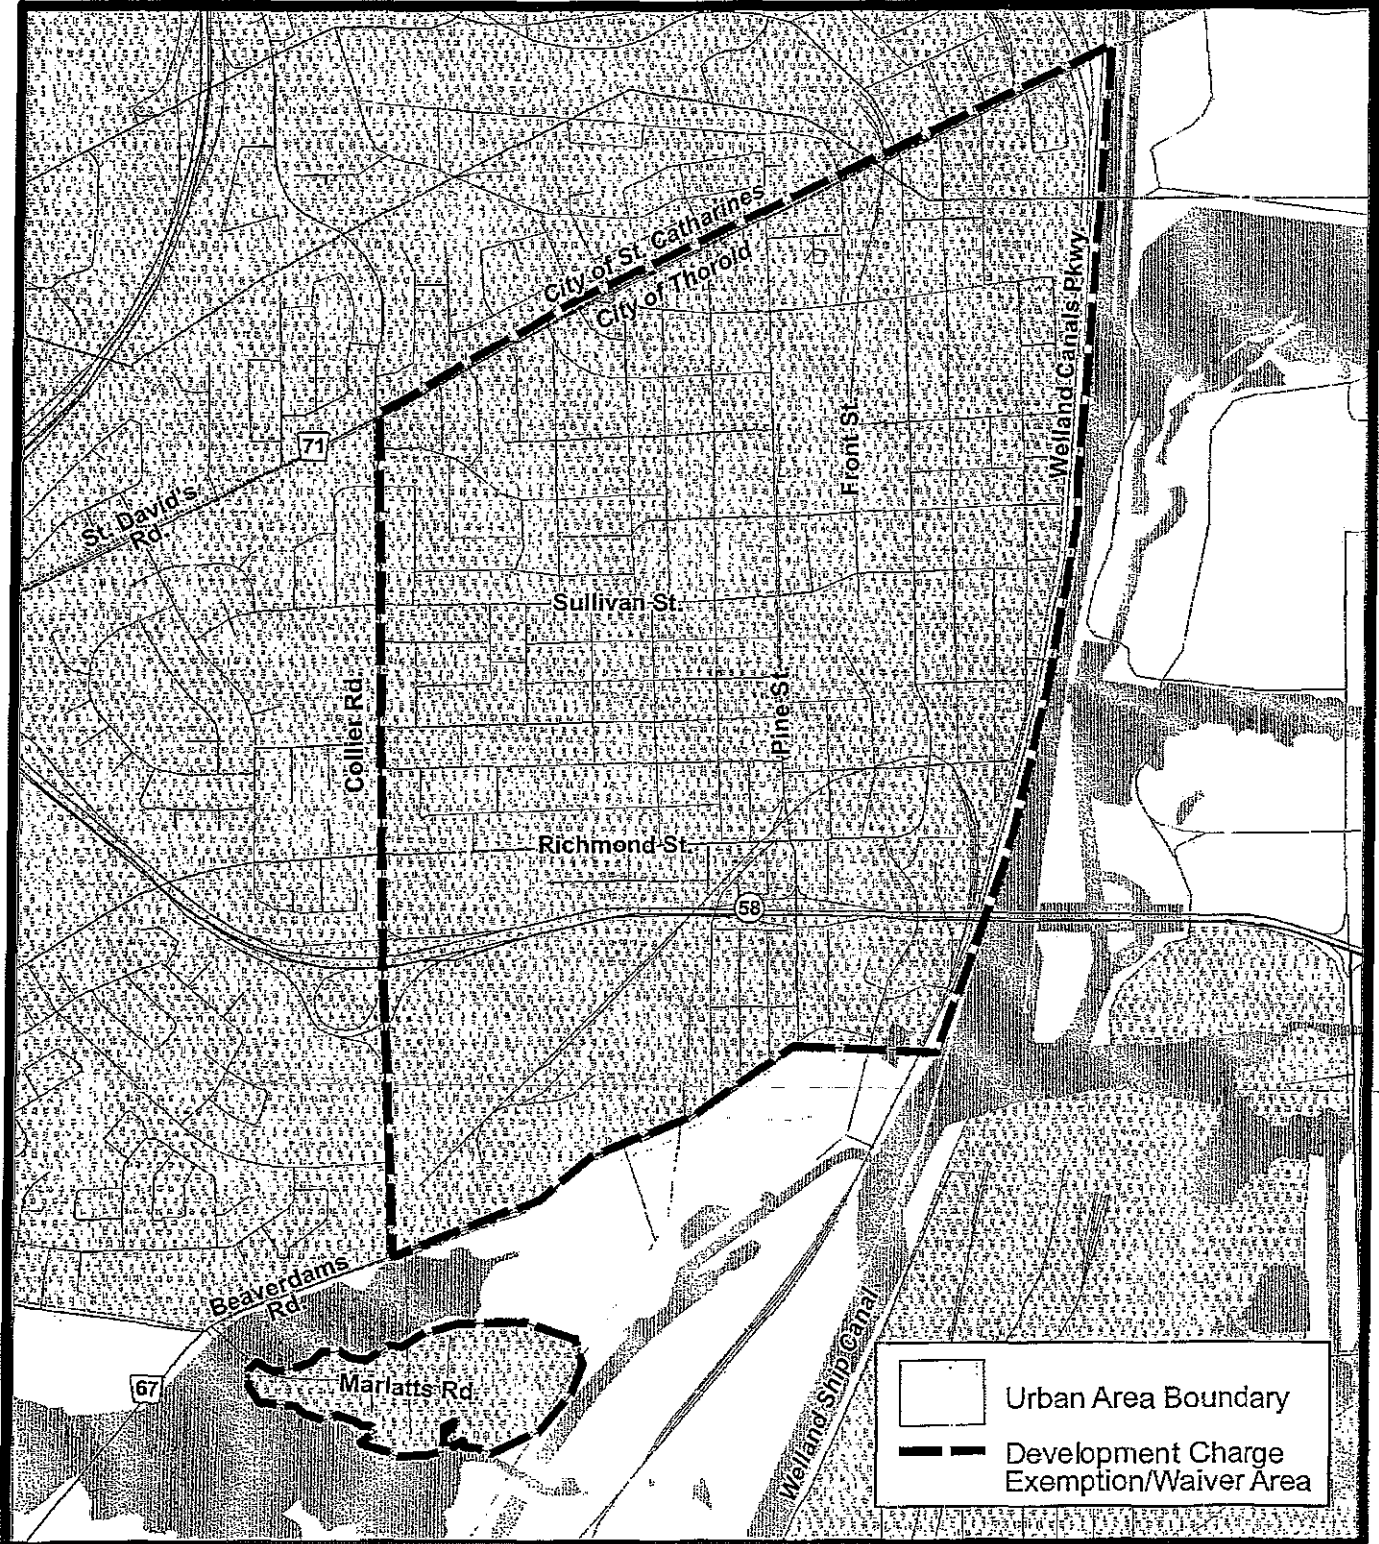 City of St. Catharines
City of Thorold
Welland Canals Pkwy
Front St.
71
St. David's
Rd.
Sullivan St.
Collier Rd
Pine St.
Richmond St.
58
Beaverdams
Rd.
67
Marlatts Rd.
Welland Ship Canal
Urban Area Boundary
Development Charge
Exemption/Waiver Area